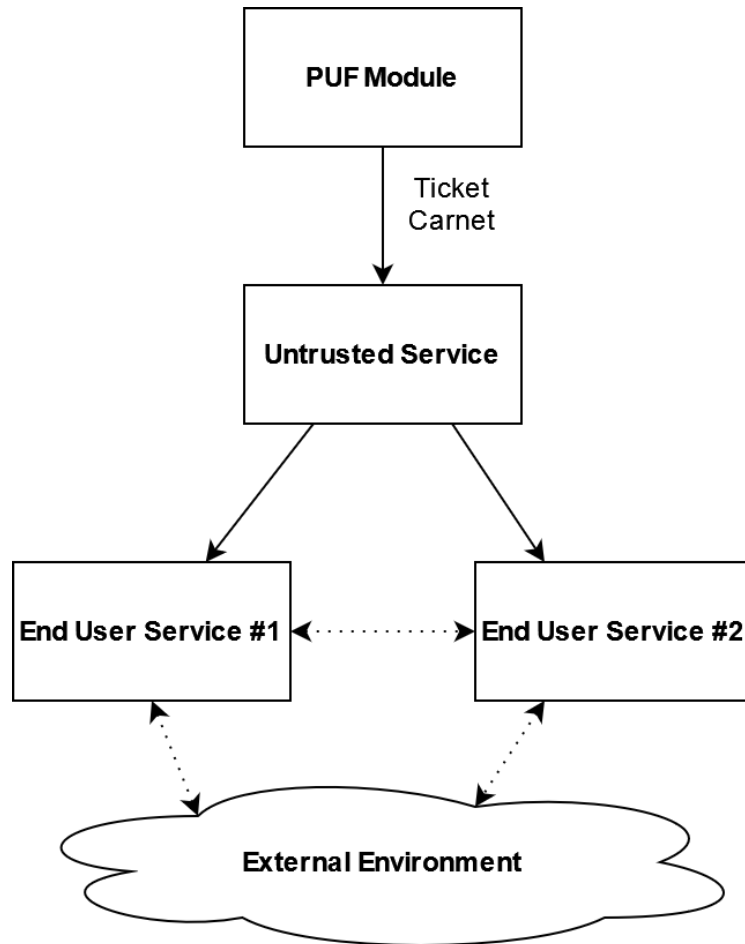 PUF Module
Ticket
Carnet
Untrusted Service
End User Service #1
End User Service #2
External Environment